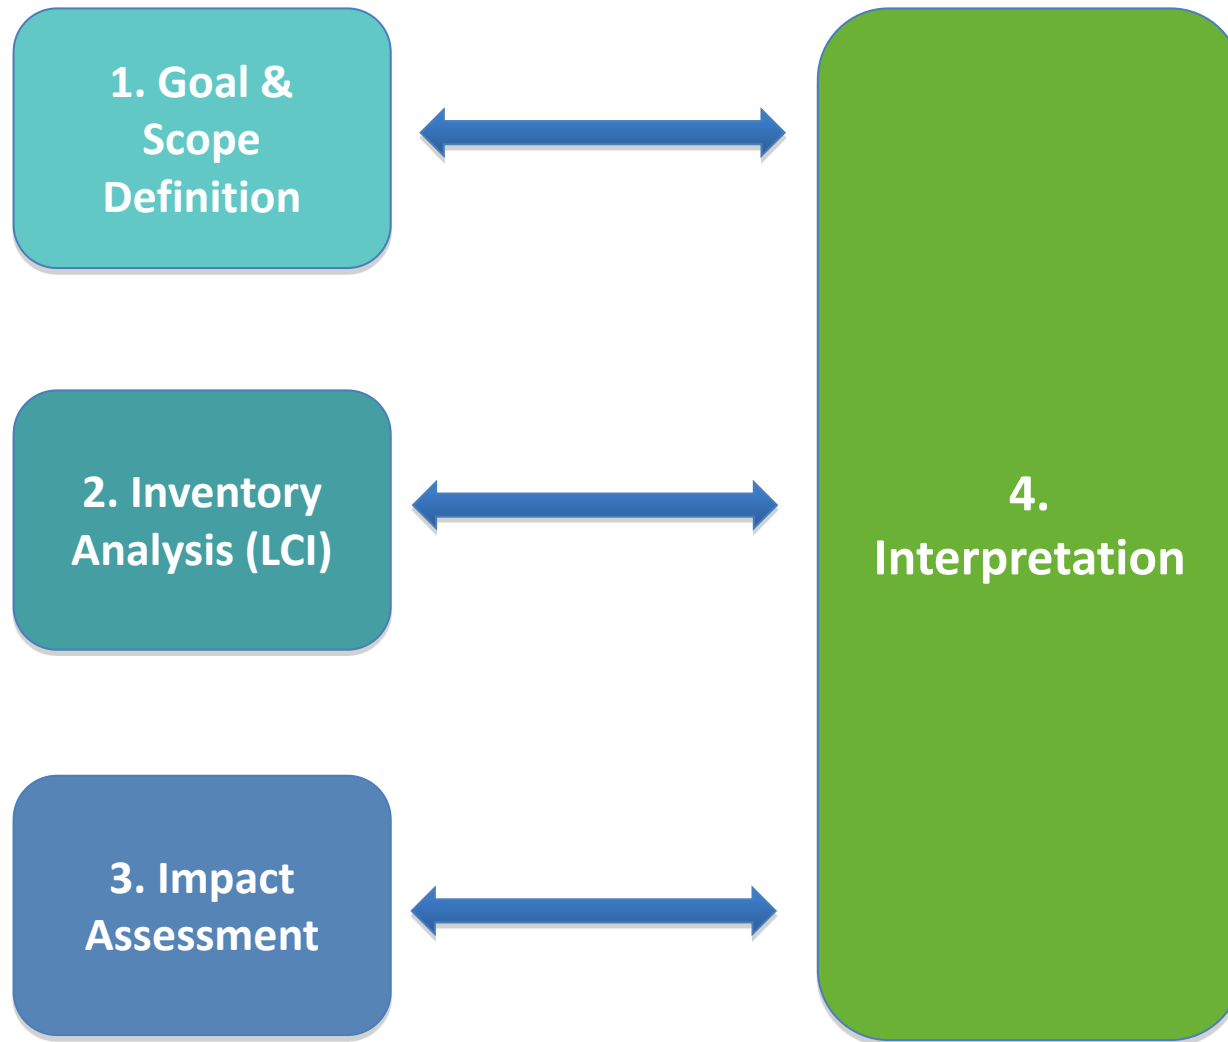 1. Goal &
Scope
Definition
2. Inventory
Analysis (LCI)
3. Impact
Assessment
4.
Interpretation